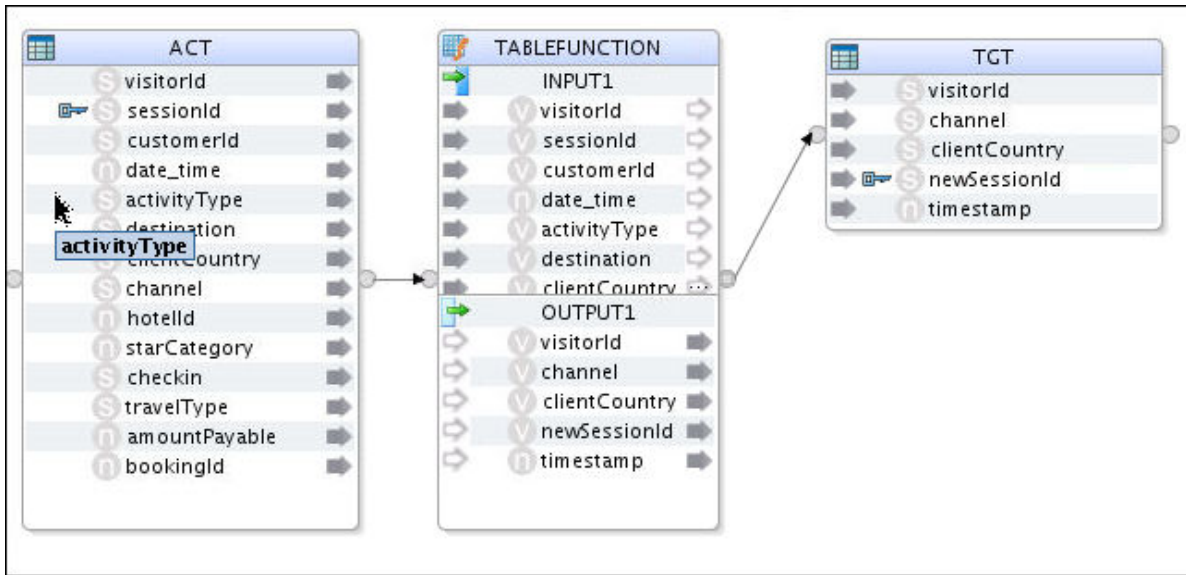 ACT
visitorId
sessionId
customerId
date_time
activityType
destination
activityType
clientCountry
channel
hotelId
starCategory
checkin
travelType
amountPayable
bookingId
TABLEFUNCTION
INPUT1
visitorId
sessionId
customerId
date_time
activityType
destination
clientCountry
OUTPUT1
visitorId
channel
clientCountry
newSessionId
timestamp
TGT
visitorId
channel
clientCountry
newSessionId
timestamp